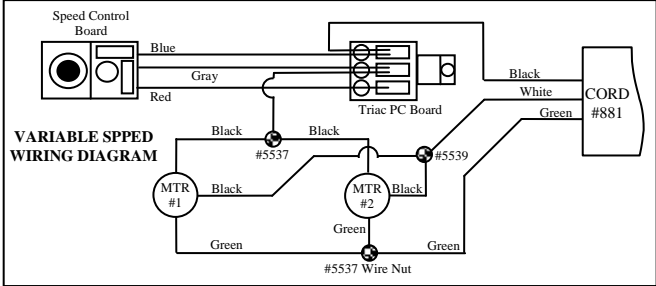 Speed Control
Board
Blue
Gray
Red
Triac PC Board
Black
White
Green
CORD
#881
VARIABLE SPPED
WIRING DIAGRAM
Black
Black
#5537
#5539
MTR
#1
Black
MTR
#2
Black
Green
Green
Green
#5537 Wire Nut